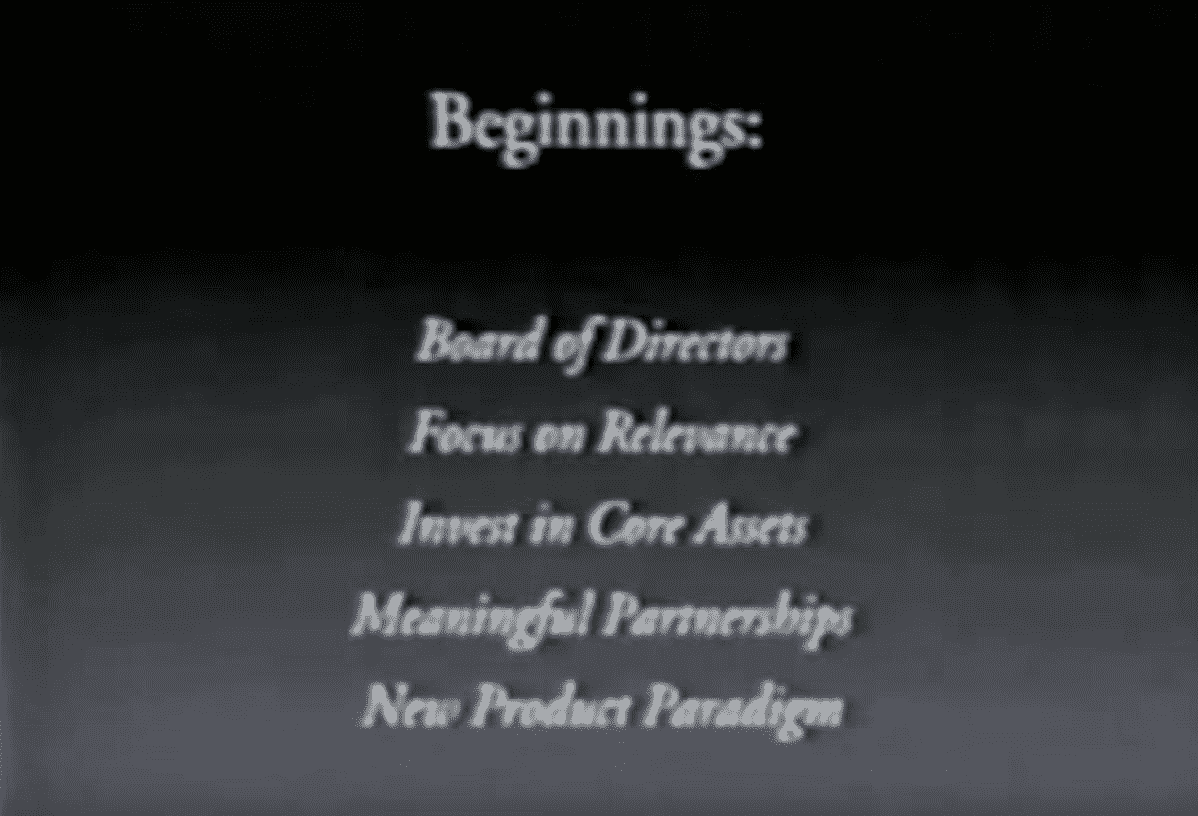 Beginnings:
Board of Directors
Focus on Relevance
Invest in Core Assets
Meaningful Partnerships
New Product Paradigm